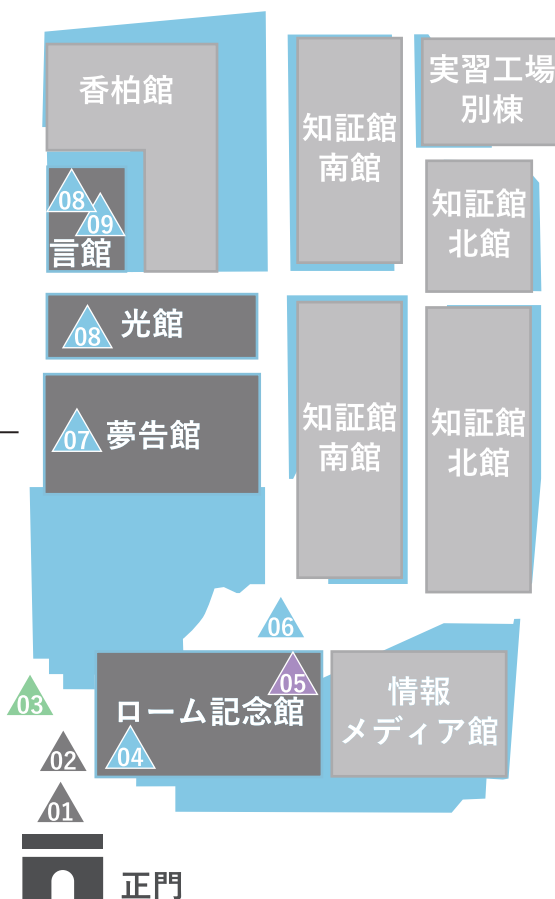 香柏館
知証館
南館
実習工場
別棟
知証館
北館
08
09
言館
08
光館
07
夢告館
知証館
南館
知証館
北館
06
05
ローム記念館
04
情報
メディア館
03
02
01
正門